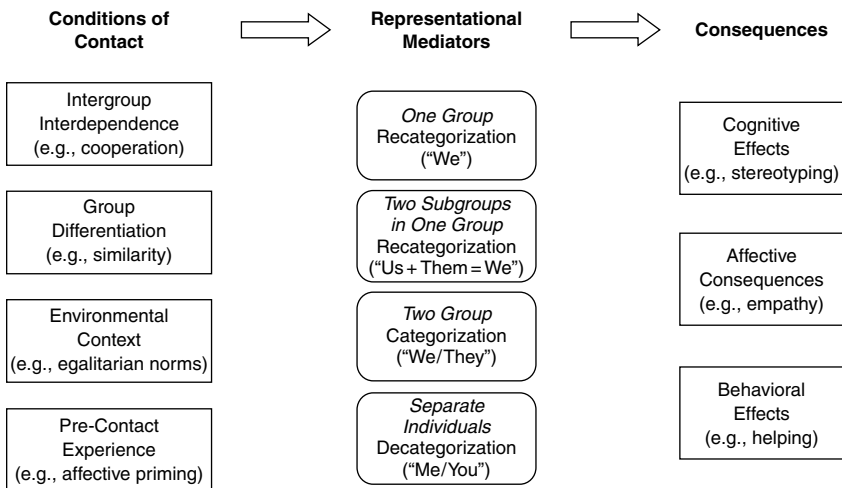 Conditions of
Contact
Representational
Mediators
Consequences
Intergroup
Interdependence
(e.g., cooperation)
Group
Differentiation
(e.g., similarity)
Environmental
Context
(e.g., egalitarian norms)
Pre-Contact
Experience
(e.g., affective priming)
One Group
Recategorization
(“We”)
Two Subgroups
in One Group
Recategorization
(“Us + Them = We”)
Two Group
Categorization
(“We/They”)
Separate
Individuals
Decategorization
(“Me/You”)
Cognitive
Effects
(e.g., stereotyping)
Affective
Consequences
(e.g., empathy)
Behavioral
Effects
(e.g., helping)